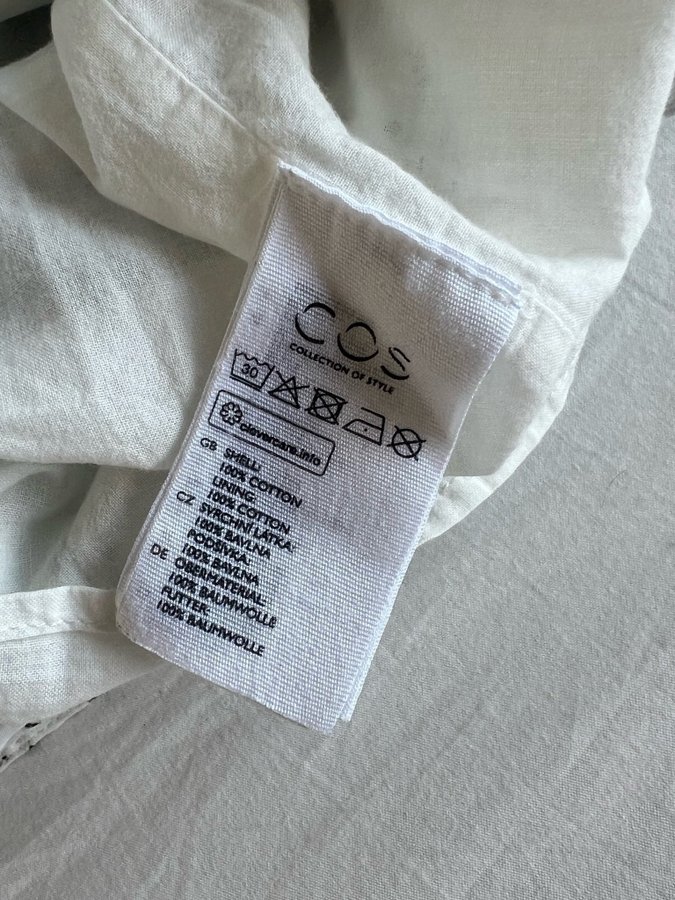 COS
COLLECTION OF STYLE
30
clevercare.info
GB SHELL:
100% COTTON
LINING:
100% COTTON
CZ SVRCHNÍ LÁTKA:
100% BAVLNA
PODŠÍVKA:
100% BAVLNA
DE OBERMATERIAL:
100% BAUMWOLLE
FUTTER:
100% BAUMWOLLE